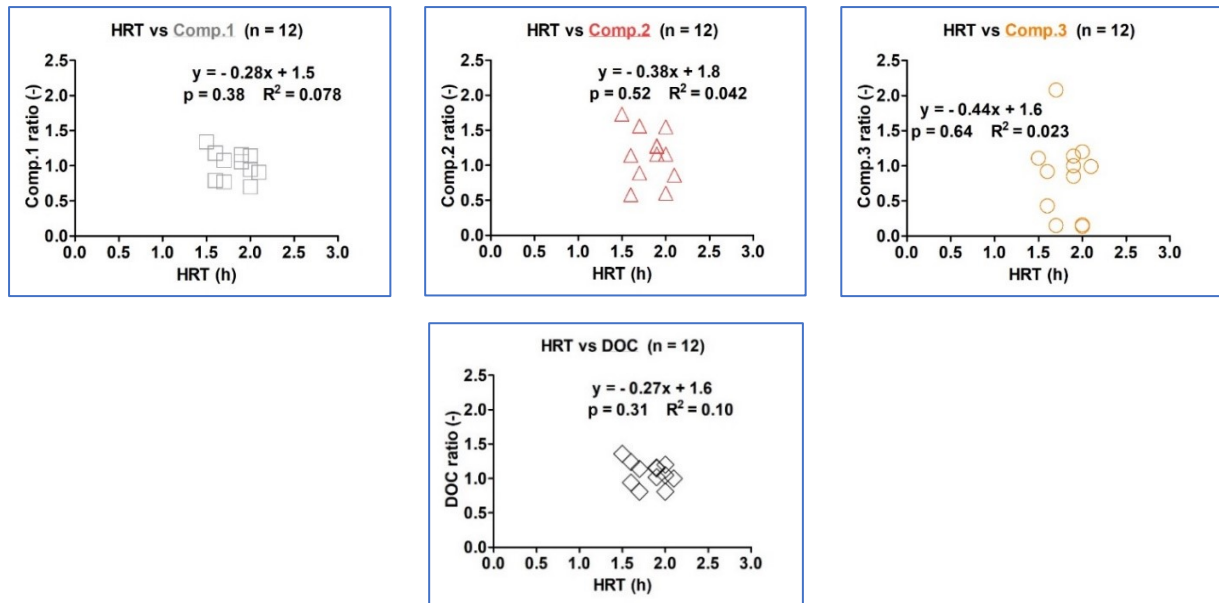 HRT vs Comp.1 (n = 12)
y = - 0.28x + 1.5
p = 0.38 R² = 0.078
Comp.1 ratio (-)
2.5
2.0
1.5
1.0
0.5
0.0
0.0 0.5 1.0 1.5 2.0 2.5 3.0
HRT (h)
HRT vs Comp.2 (n = 12)
y = - 0.38x + 1.8
p = 0.52 R² = 0.042
Comp.2 ratio (-)
2.5
2.0
1.5
1.0
0.5
0.0
0.0 0.5 1.0 1.5 2.0 2.5 3.0
HRT (h)
HRT vs Comp.3 (n = 12)
y = - 0.44x + 1.6
p = 0.64 R² = 0.023
Comp.3 ratio (-)
2.5
2.0
1.5
1.0
0.5
0.0
0.0 0.5 1.0 1.5 2.0 2.5 3.0
HRT (h)
HRT vs DOC (n = 12)
y = - 0.27x + 1.6
p = 0.31 R² = 0.10
DOC ratio (-)
2.5
2.0
1.5
1.0
0.5
0.0
0.0 0.5 1.0 1.5 2.0 2.5 3.0
HRT (h)